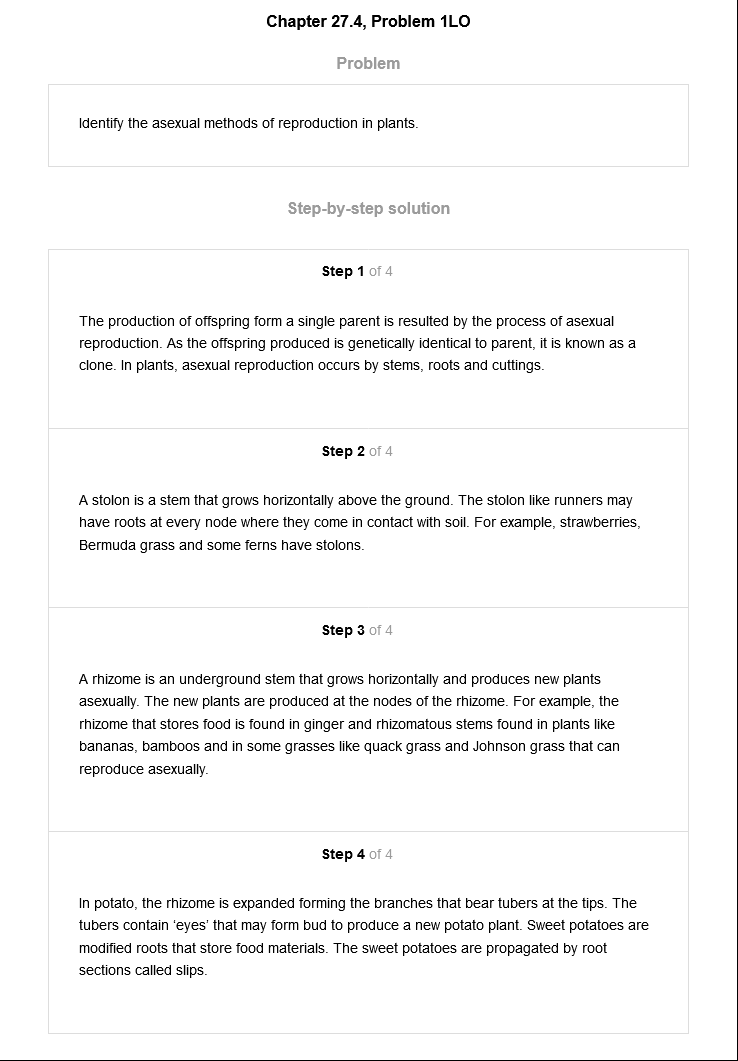 Chapter 27.4, Problem 1LO
Problem
Identify the asexual methods of reproduction in plants.
Step-by-step solution
Step 1 of 4
The production of offspring form a single parent is resulted by the process of asexual
reproduction. As the offspring produced is genetically identical to parent, it is known as a
clone. In plants, asexual reproduction occurs by stems, roots and cuttings.
Step 2 of 4
A stolon is a stem that grows horizontally above the ground. The stolon like runners may
have roots at every node where they come in contact with soil. For example, strawberries,
Bermuda grass and some ferns have stolons.
Step 3 of 4
A rhizome is an underground stem that grows horizontally and produces new plants
asexually. The new plants are produced at the nodes of the rhizome. For example, the
rhizome that stores food is found in ginger and rhizomatous stems found in plants like
bananas, bamboos and in some grasses like quack grass and Johnson grass that can
reproduce asexually.
Step 4 of 4
In potato, the rhizome is expanded forming the branches that bear tubers at the tips. The
tubers contain ‘eyes’ that may form bud to produce a new potato plant. Sweet potatoes are
modified roots that store food materials. The sweet potatoes are propagated by root
sections called slips.